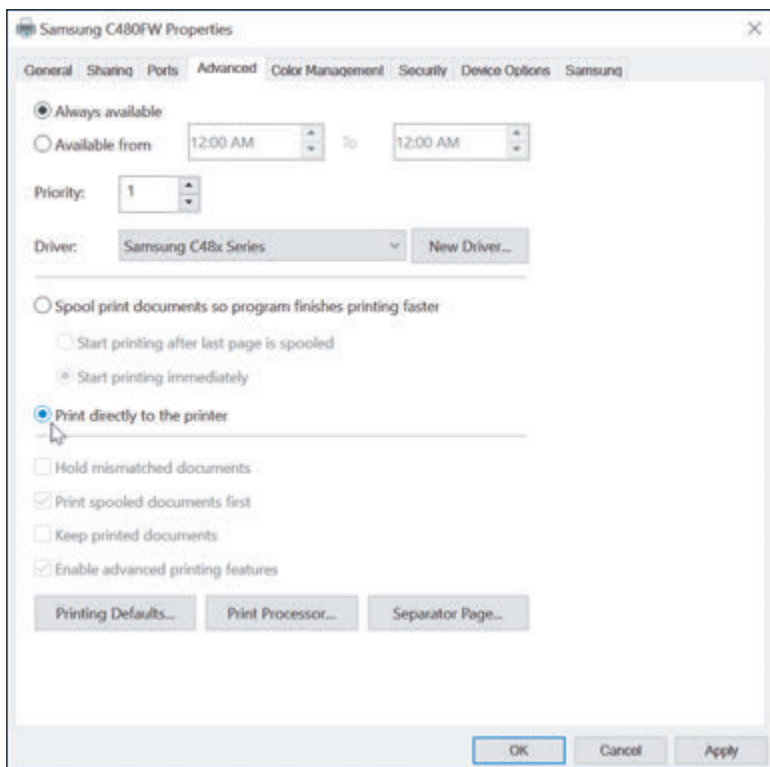 Samsung C480FW Properties
General Sharing Ports Advanced Color Management Security Device Options Samsung
Always available
Available from 12:00 AM To 12:00 AM
Priority: 1
Driver: Samsung C48x Series New Driver...
Spool print documents so program finishes printing faster
Start printing after last page is spooled
Start printing immediately
Print directly to the printer
Hold mismatched documents
Print spooled documents first
Keep printed documents
Enable advanced printing features
Printing Defaults... Print Processor... Separator Page...
OK Cancel Apply